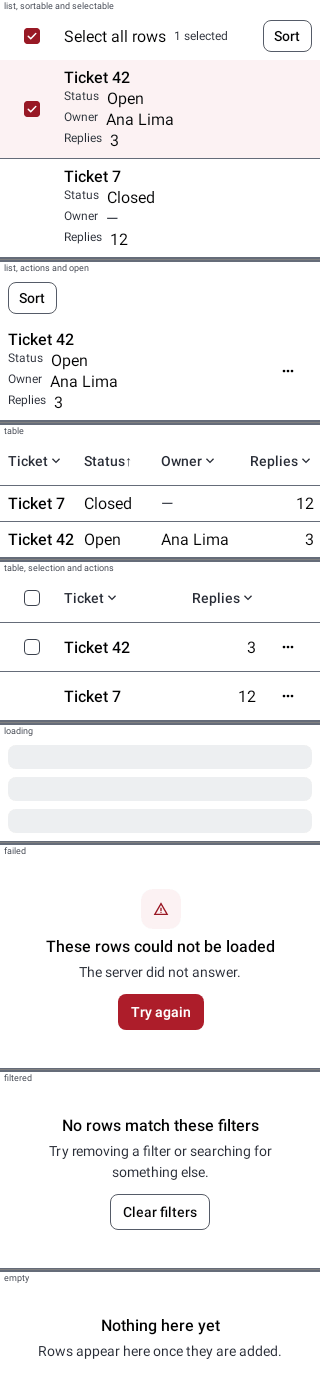 list, sortable and selectable
Select all rows 1 selected Sort
Ticket 42
Status Open
Owner Ana Lima
Replies 3
Ticket 7
Status Closed
Owner —
Replies 12
list, actions and open
Sort
Ticket 42
Status Open
Owner Ana Lima
Replies 3
table
Ticket Status↑ Owner Replies
Ticket 7 Closed — 12
Ticket 42 Open Ana Lima 3
table, selection and actions
Ticket Replies
Ticket 42 3
Ticket 7 12
loading
failed
These rows could not be loaded
The server did not answer.
Try again
filtered
No rows match these filters
Try removing a filter or searching for
something else.
Clear filters
empty
Nothing here yet
Rows appear here once they are added.